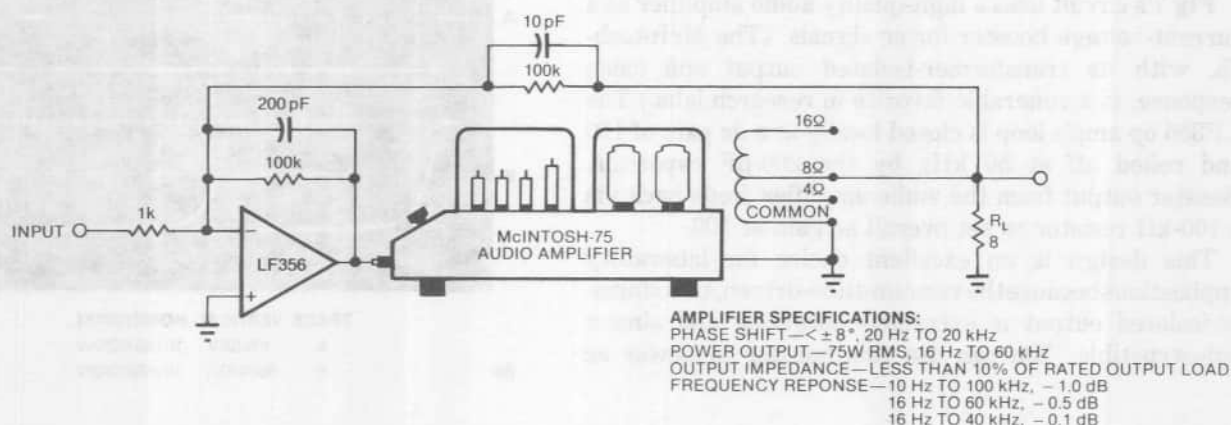 10 pF
100k
200 pF
100k
1k
INPUT
LF356
+
McINTOSH-75
AUDIO AMPLIFIER
16Ω
8Ω
4Ω
COMMON
RL
8
AMPLIFIER SPECIFICATIONS:
PHASE SHIFT—< ±8°, 20 Hz TO 20 kHz
POWER OUTPUT—75W RMS, 16 Hz TO 60 kHz
OUTPUT IMPEDANCE—LESS THAN 10% OF RATED OUTPUT LOAD
FREQUENCY REPONSE—10 Hz TO 100 kHz, −1.0 dB
16 Hz TO 60 kHz, −0.5 dB
16 Hz TO 40 kHz, −0.1 dB